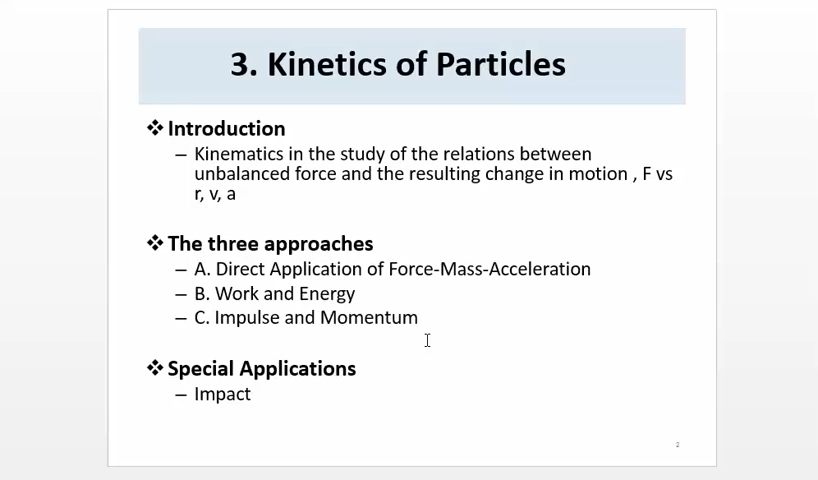 3. Kinetics of Particles
❖ Introduction
– Kinematics in the study of the relations between
unbalanced force and the resulting change in motion , F vs
r, v, a
❖ The three approaches
– A. Direct Application of Force-Mass-Acceleration
– B. Work and Energy
– C. Impulse and Momentum
❖ Special Applications
– Impact
2